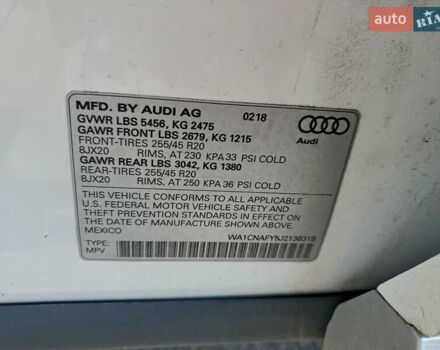 auto
RIA
MFD. BY AUDI AG 0218
GVWR LBS 5456, KG 2475
GAWR FRONT LBS 2679, KG 1215
FRONT-TIRES 255/45 R20
8JX20 RIMS, AT 230 KPA 33 PSI COLD
GAWR REAR LBS 3042, KG 1380
REAR-TIRES 255/45 R20
8JX20 RIMS, AT 250 KPA 36 PSI COLD
Audi
THIS VEHICLE CONFORMS TO ALL APPLICABLE
U.S. FEDERAL MOTOR VEHICLE SAFETY AND
THEFT PREVENTION STANDARDS IN EFFECT ON
THE DATE OF MANUFACTURE SHOWN ABOVE.
MEXICO
TYPE: WA1CNAFY5J2136318
MPV